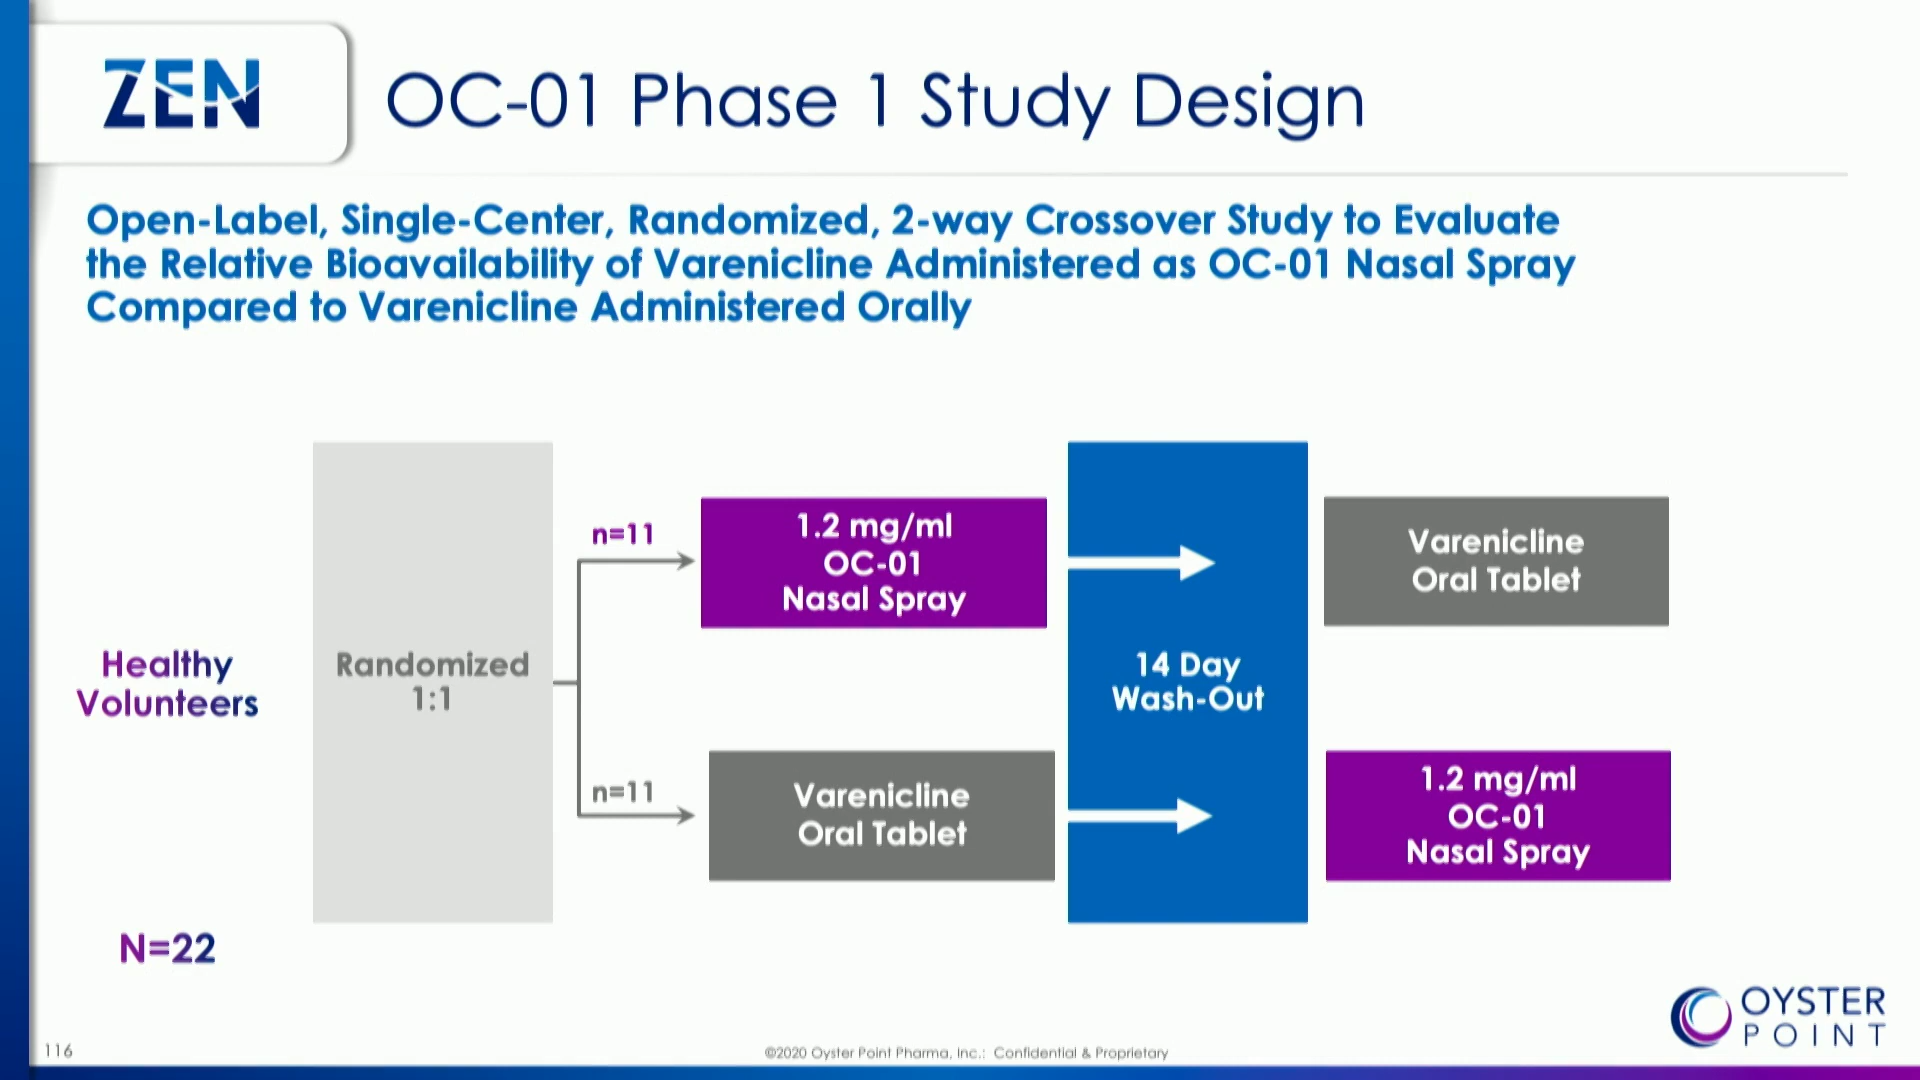 ZEN
OC-01 Phase 1 Study Design
Open-Label, Single-Center, Randomized, 2-way Crossover Study to Evaluate
the Relative Bioavailability of Varenicline Administered as OC-01 Nasal Spray
Compared to Varenicline Administered Orally
Healthy
Volunteers
N=22
Randomized
1:1
n=11
1.2 mg/ml
OC-01
Nasal Spray
n=11
Varenicline
Oral Tablet
14 Day
Wash-Out
Varenicline
Oral Tablet
1.2 mg/ml
OC-01
Nasal Spray
OYSTER
POINT
116
©2020 Oyster Point Pharma, Inc.: Confidential & Proprietary